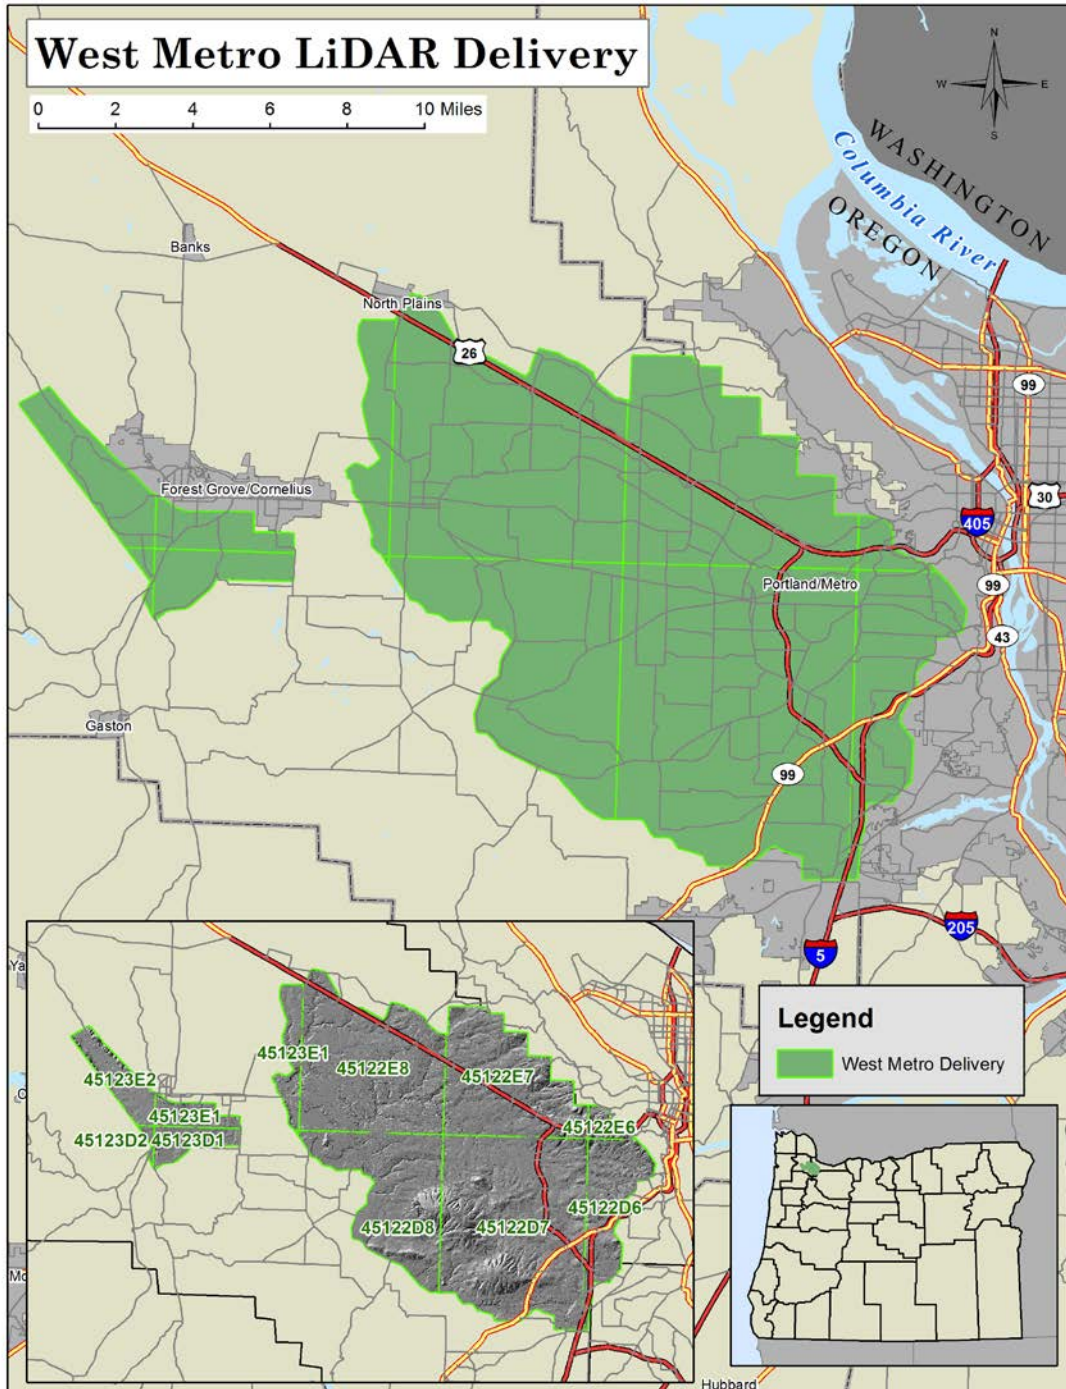 West Metro LiDAR Delivery
0 2 4 6 8 10 Miles
N
W E
S
WASHINGTON
Columbia River
OREGON
Banks
North Plains
26
99
Forest Grove/Cornelius
30
405
Portland/Metro
99
43
Gaston
99
205
5
Legend
West Metro Delivery
45123E1
45122E8
45122E7
45123E2
45123E1
45122E6
45123D2 45123D1
45122D6
45122D8
45122D7
Hubbard